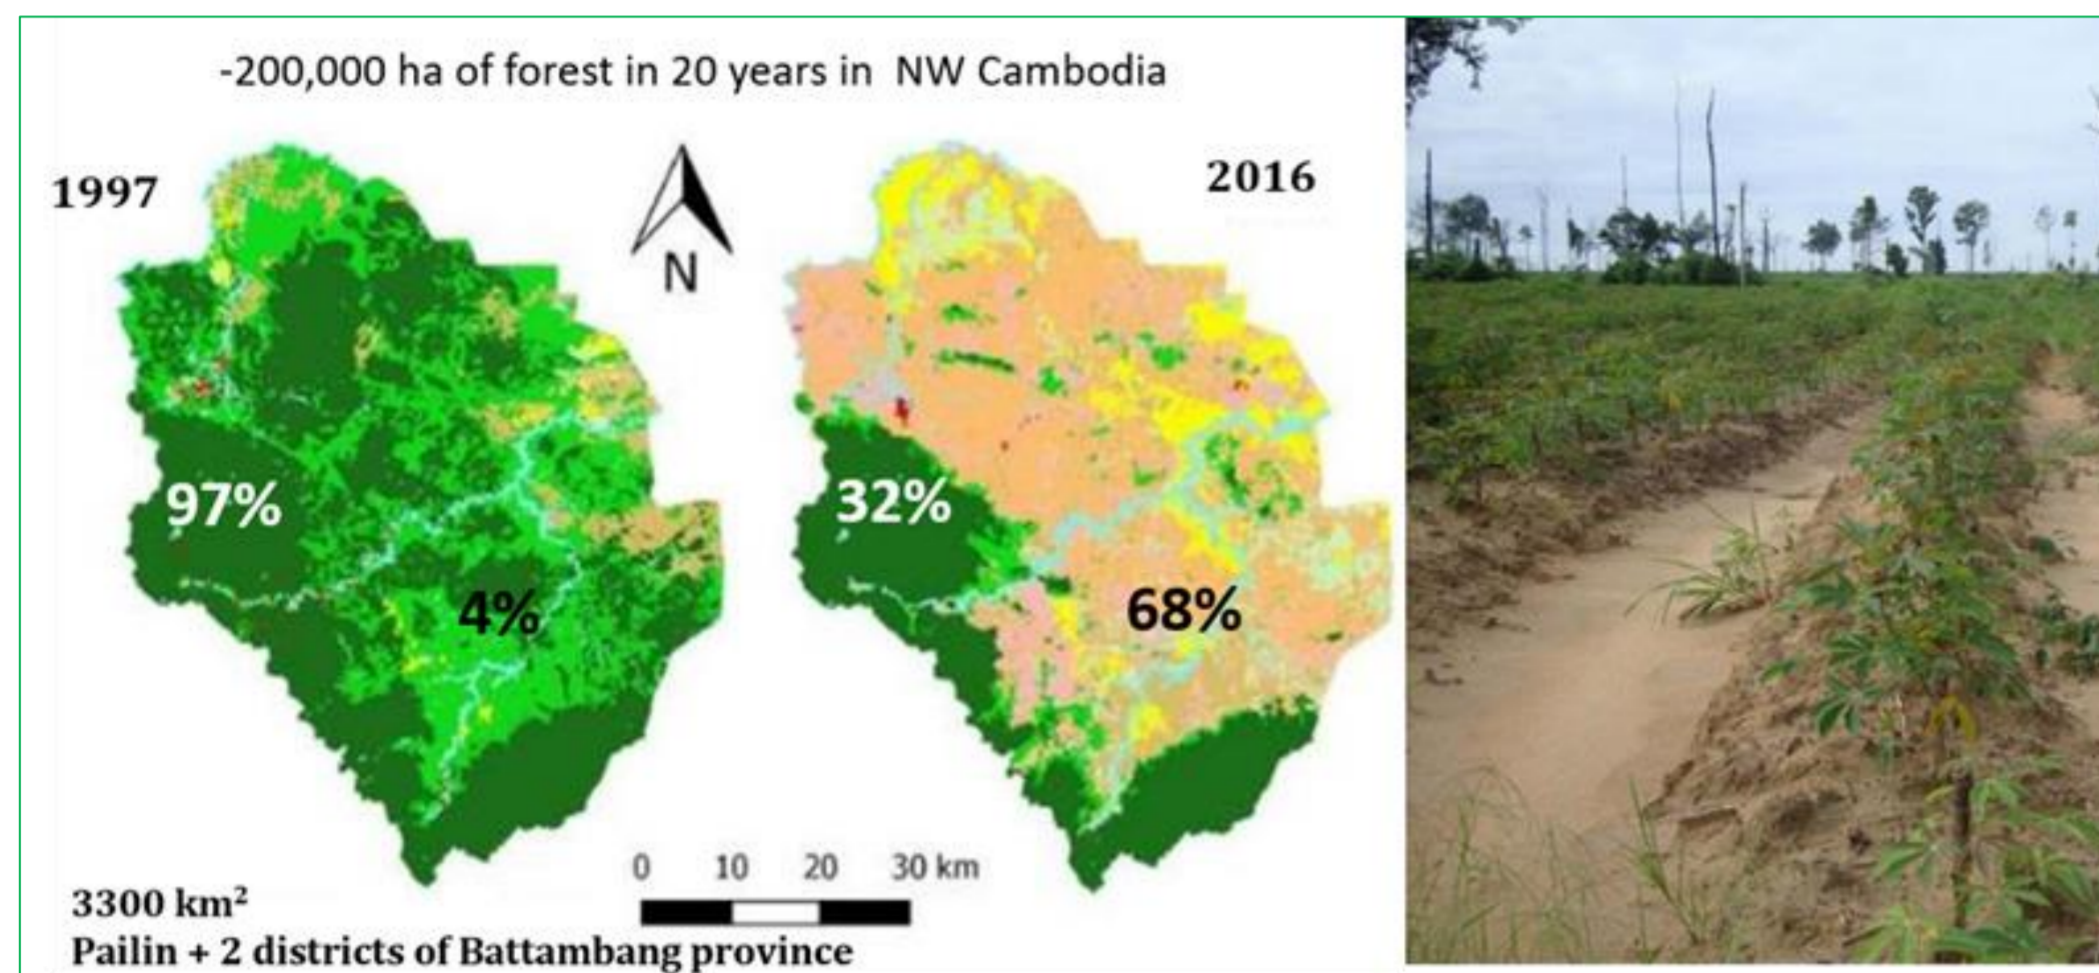 -200,000 ha of forest in 20 years in NW Cambodia
1997
2016
N
97%
32%
4%
68%
0 10 20 30 km
3300 km²
Pailin + 2 districts of Battambang province